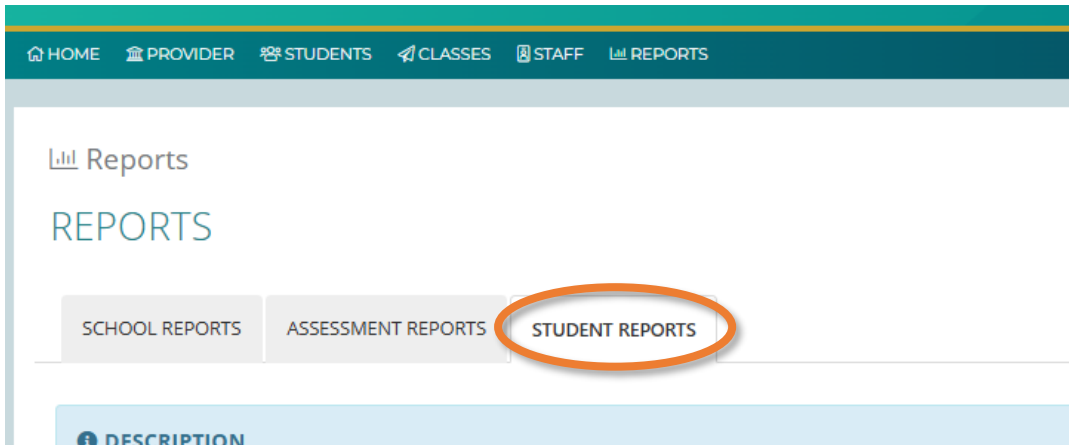 HOME PROVIDER STUDENTS CLASSES STAFF REPORTS
Reports
REPORTS
SCHOOL REPORTS ASSESSMENT REPORTS STUDENT REPORTS
DESCRIPTION